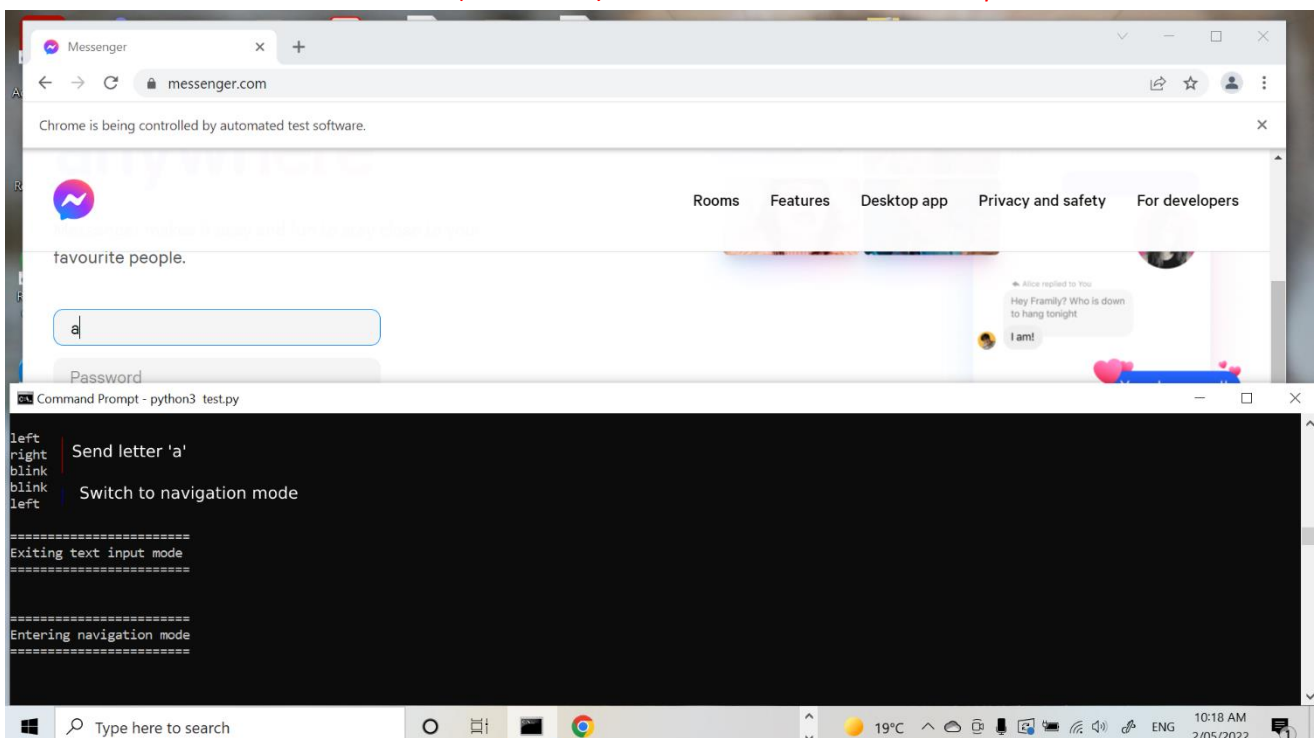 Messenger
messenger.com
Chrome is being controlled by automated test software.
anywhere
Rooms Features Desktop app Privacy and safety For developers
favourite people.
Alice replied to You
Hey Framily? Who is down
to hang tonight
I am!
a
Password
Command Prompt - python3 test.py
left
right Send letter 'a'
blink
blink Switch to navigation mode
left
=========================
Exiting text input mode
=========================
=========================
Entering navigation mode
=========================
Type here to search
19°C ENG 10:18 AM
2/05/2022
1